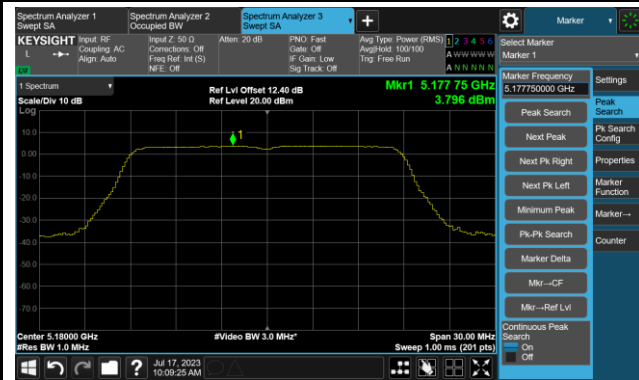 Spectrum Analyzer 1
Swept SA
Spectrum Analyzer 2
Occupied BW
Spectrum Analyzer 3
Swept SA
Marker
KEYSIGHT
L
Input: RF
Coupling: AC
Align: Auto
Input Z: 50 Ω
Corrections: Off
Freq Ref: Int (S)
NFE: Off
Atten: 20 dB
PNO: Fast
Gate: Off
IF Gain: Low
Sig Track: Off
Avg Type: Power (RMS)
Avg|Hold: 100/100
Trig: Free Run
1 2 3 4 5 6
A W W W W W
A N N N N N
Select Marker
Marker 1
1 Spectrum
Scale/Div 10 dB
Log
Ref Lvl Offset 12.40 dB
Ref Level 20.00 dBm
Mkr1 5.177 75 GHz
3.796 dBm
10.0
0.00
-10.0
-20.0
-30.0
-40.0
-50.0
-60.0
-70.0
1
Center 5.18000 GHz
#Res BW 1.0 MHz
#Video BW 3.0 MHz*
Span 30.00 MHz
Sweep 1.00 ms (201 pts)
Marker Frequency
5.177750000 GHz
Peak Search
Next Peak
Next Pk Right
Next Pk Left
Minimum Peak
Pk-Pk Search
Marker Delta
Mkr→CF
Mkr→Ref Lvl
Continuous Peak
Search
On
Off
Settings
Peak
Search
Pk Search
Config
Properties
Marker
Function
Marker→
Counter
?
Jul 17, 2023
10:09:25 AM